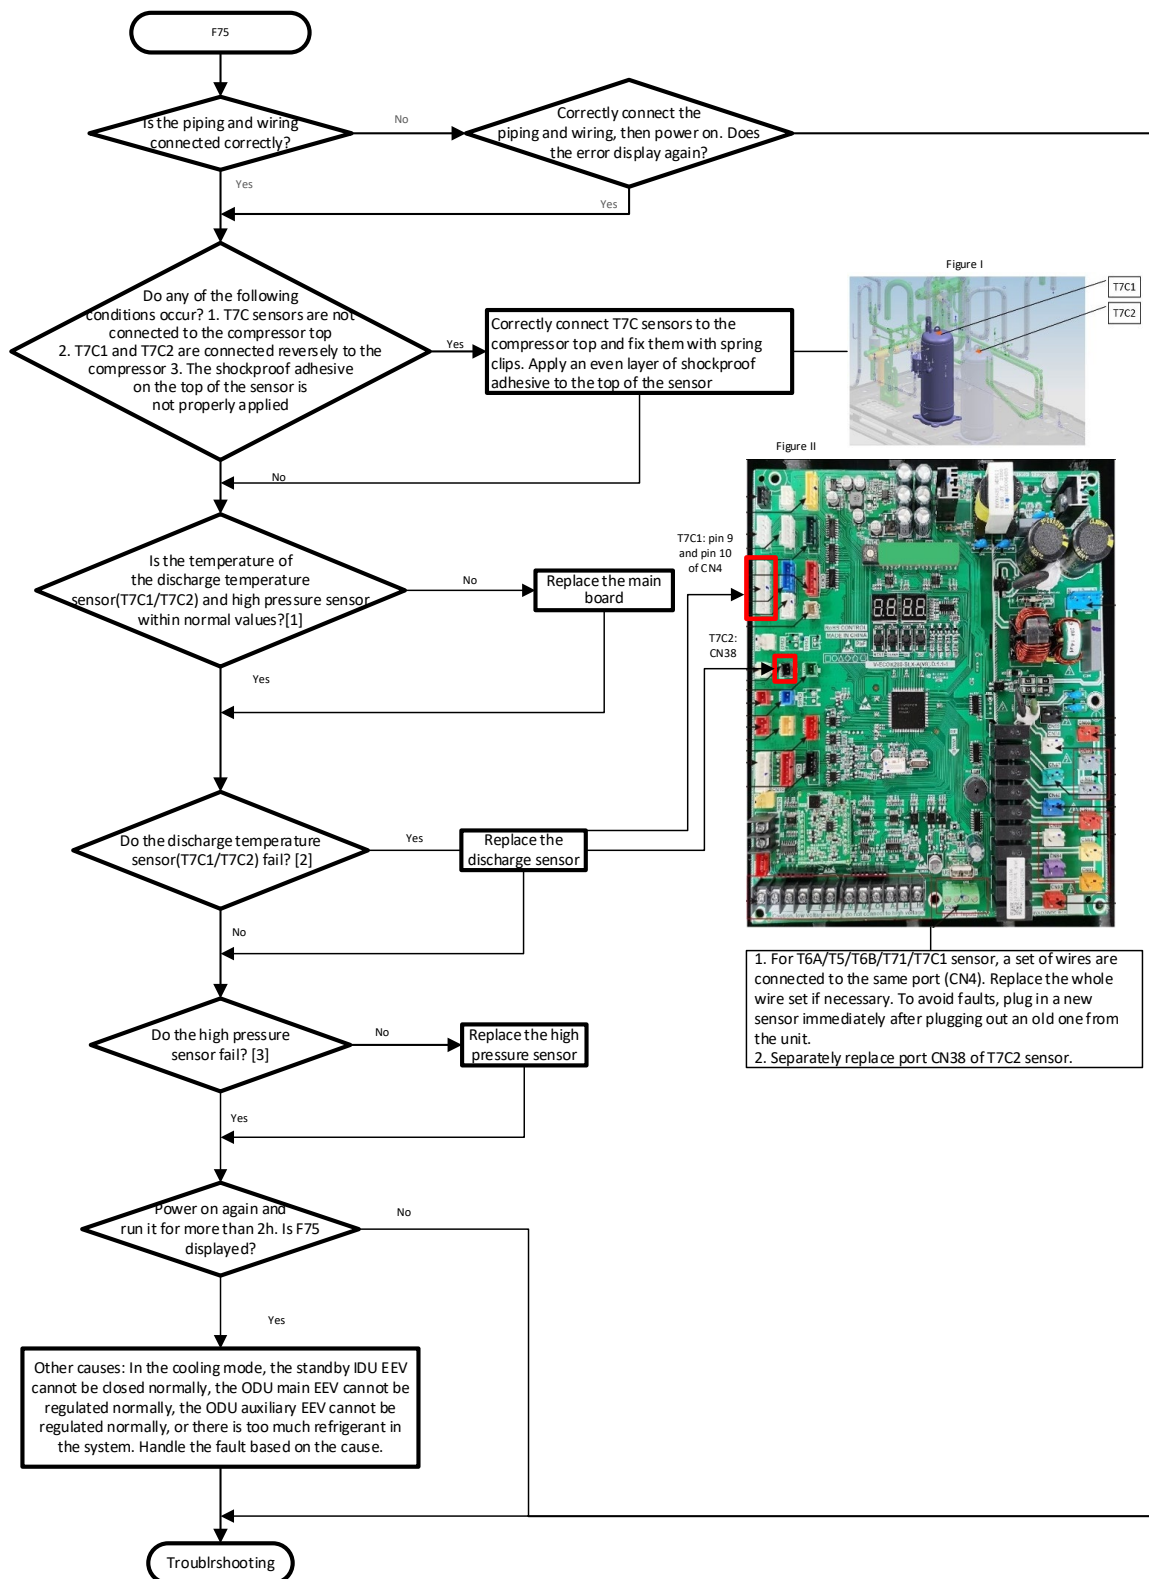 F75
Is the piping and wiring
connected correctly?
No
Correctly connect the
piping and wiring, then power on. Does
the error display again?
Yes
Yes
Do any of the following
conditions occur? 1. T7C sensors are not
connected to the compressor top
2. T7C1 and T7C2 are connected reversely to the
compressor 3. The shockproof adhesive
on the top of the sensor is
not properly applied
Yes
Correctly connect T7C sensors to the
compressor top and fix them with spring
clips. Apply an even layer of shockproof
adhesive to the top of the sensor
Figure I
T7C1
T7C2
No
Figure II
T7C1: pin 9
and pin 10
of CN4
T7C2:
CN38
RoHS CONTROL
MADE IN CHINA
Is the temperature of
the discharge temperature
sensor(T7C1/T7C2) and high pressure sensor
within normal values?[1]
No
Replace the main
board
Yes
Do the discharge temperature
sensor(T7C1/T7C2) fail? [2]
Yes
Replace the
discharge sensor
No
1. For T6A/T5/T6B/T71/T7C1 sensor, a set of wires are
connected to the same port (CN4). Replace the whole
wire set if necessary. To avoid faults, plug in a new
sensor immediately after plugging out an old one from
the unit.
2. Separately replace port CN38 of T7C2 sensor.
Do the high pressure
sensor fail? [3]
No
Replace the high
pressure sensor
Yes
Power on again and
run it for more than 2h. Is F75
displayed?
No
Yes
Other causes: In the cooling mode, the standby IDU EEV
cannot be closed normally, the ODU main EEV cannot be
regulated normally, the ODU auxiliary EEV cannot be
regulated normally, or there is too much refrigerant in
the system. Handle the fault based on the cause.
Troublrshooting